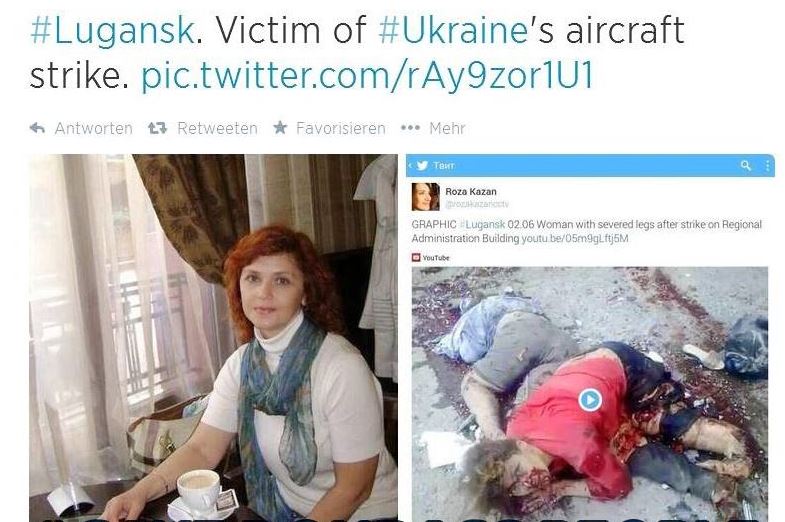 #Lugansk. Victim of #Ukraine's aircraft
strike. pic.twitter.com/rAy9zor1U1
Antworten Retweeten Favorisieren Mehr
Твит
Roza Kazan
@rozakazancctv
GRAPHIC #Lugansk 02.06 Woman with severed legs after strike on Regional
Administration Building youtu.be/05m9gLftj5M
YouTube